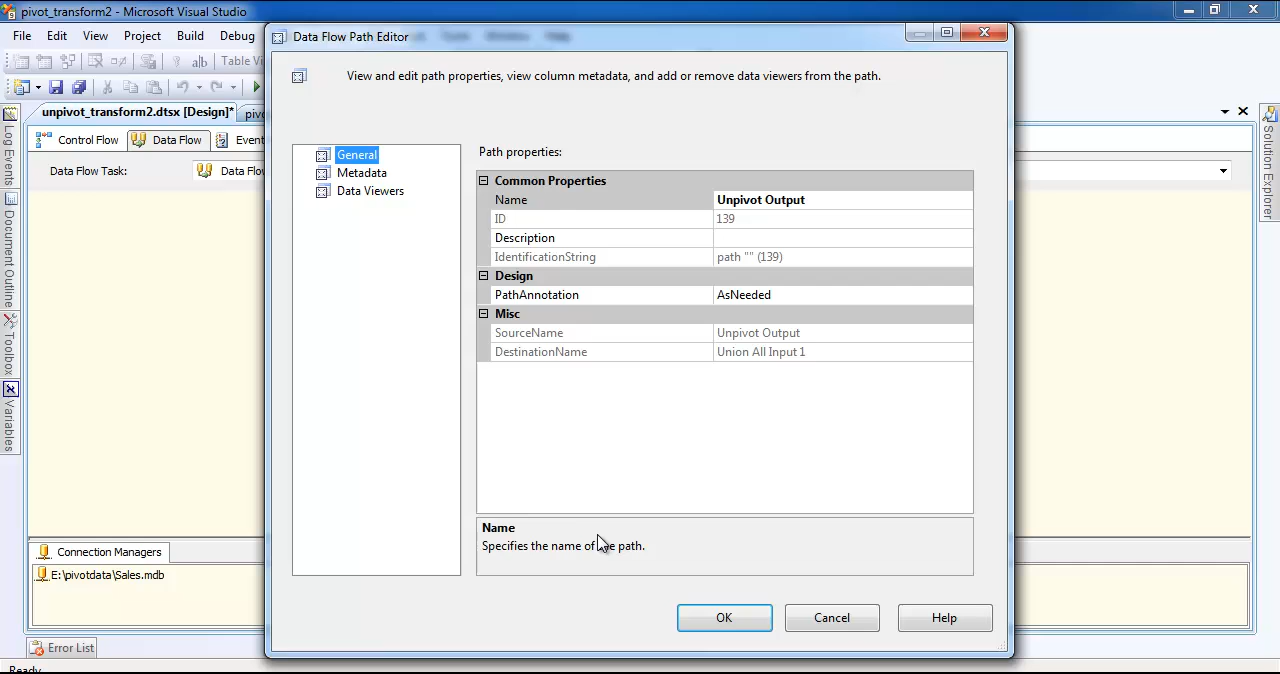 pivot_transform2 - Microsoft Visual Studio
File Edit View Project Build Debug
Data Flow Path Editor
View and edit path properties, view column metadata, and add or remove data viewers from the path.
Table Vi
unpivot_transform2.dtsx [Design]* pivo
Control Flow Data Flow Event
Data Flow Task: Data Flow
Log Events
Document Outline
Toolbox
Variables
Solution Explorer
General
Metadata
Data Viewers
Path properties:
Common Properties
Name Unpivot Output
ID 139
Description
IdentificationString path "" (139)
Design
PathAnnotation AsNeeded
Misc
SourceName Unpivot Output
DestinationName Union All Input 1
Name
Specifies the name of the path.
OK Cancel Help
Connection Managers
E:\pivotdata\Sales.mdb
Error List
Ready